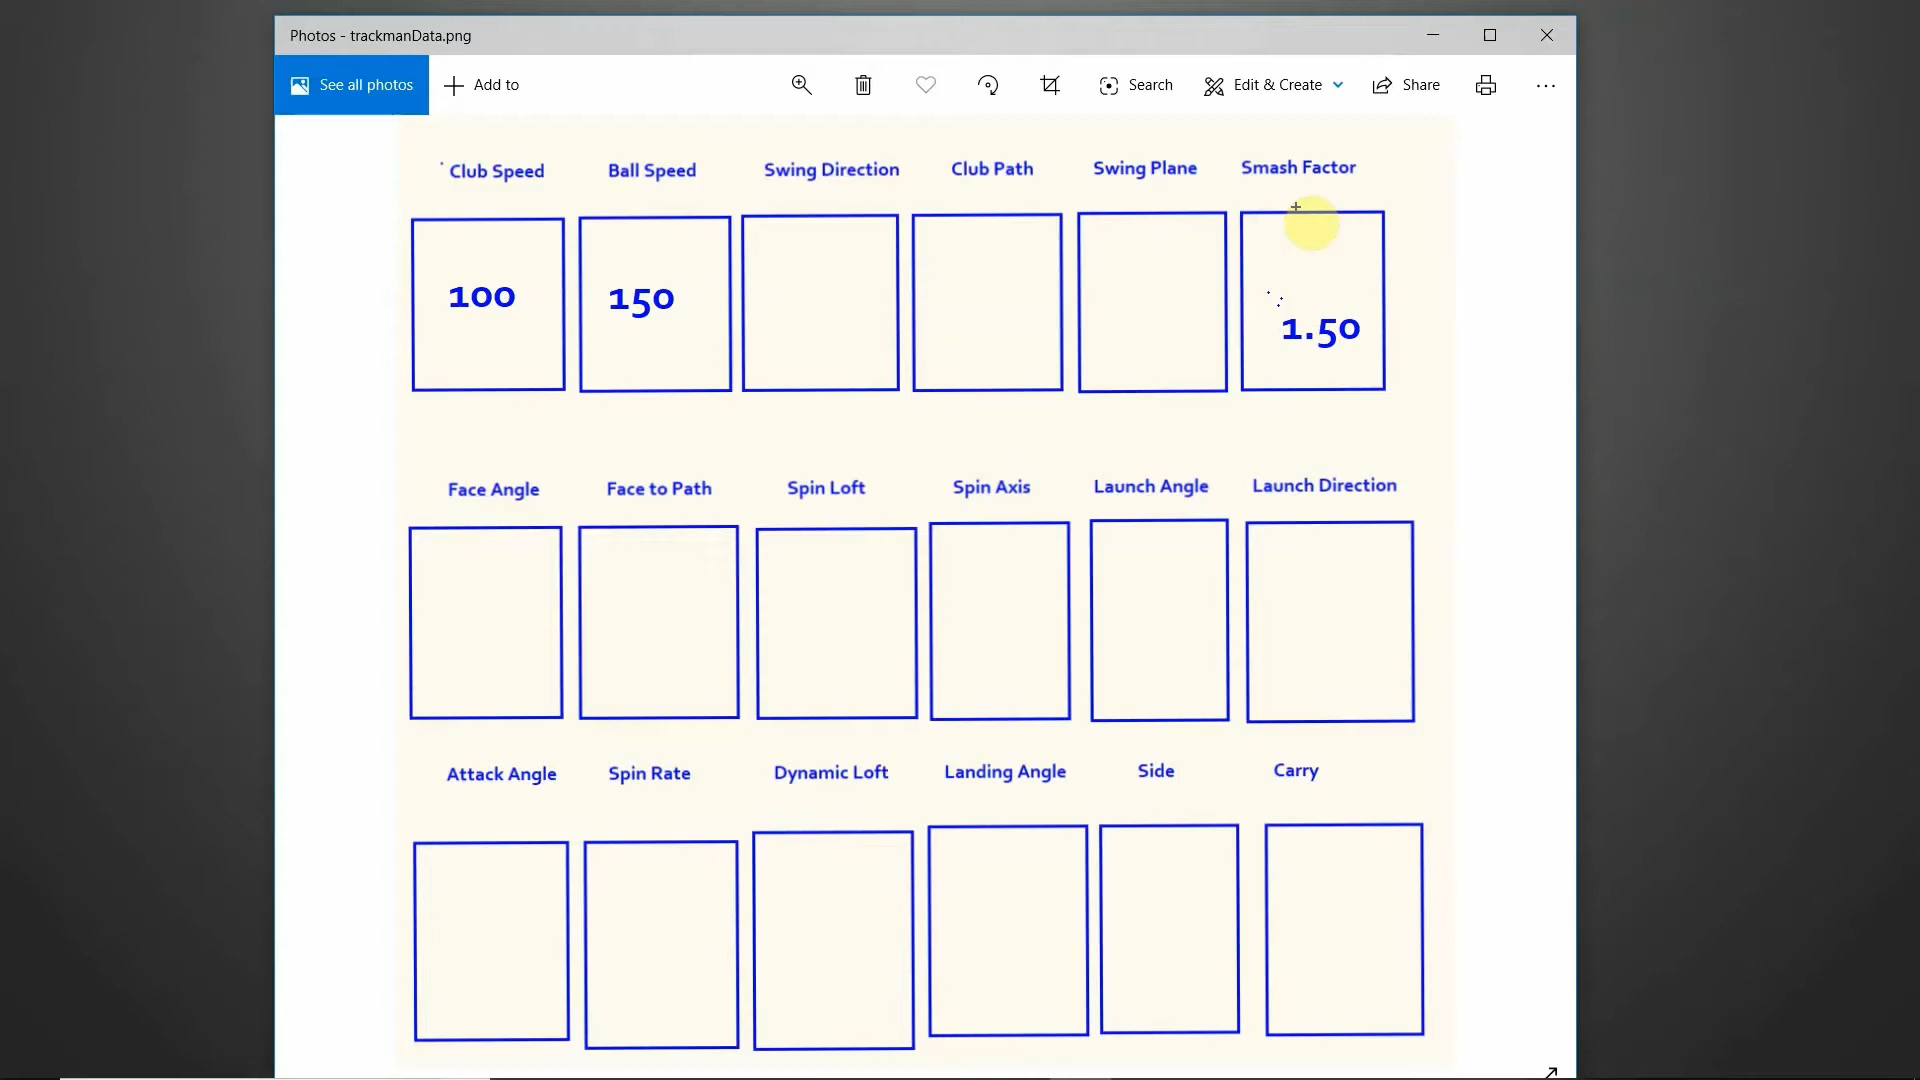 Photos - trackmanData.png
See all photos Add to Search Edit & Create Share
Club Speed Ball Speed Swing Direction Club Path Swing Plane Smash Factor
100 150 1.50
Face Angle Face to Path Spin Loft Spin Axis Launch Angle Launch Direction
Attack Angle Spin Rate Dynamic Loft Landing Angle Side Carry